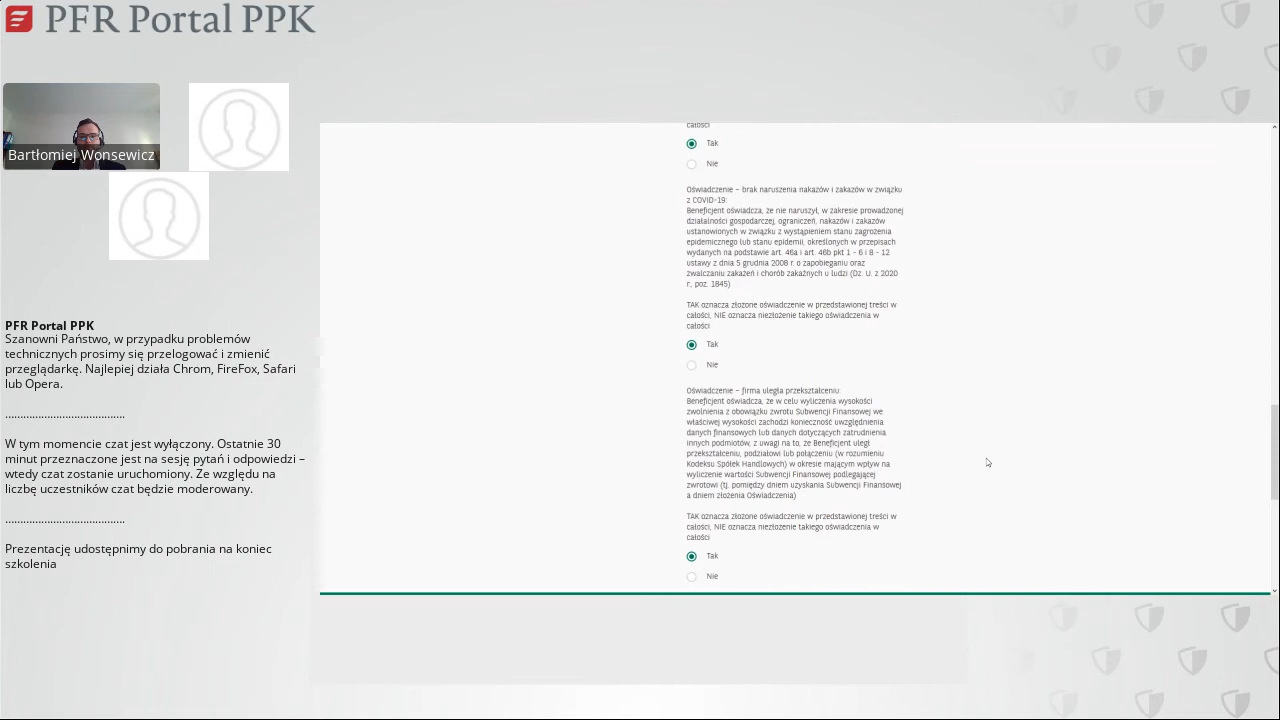 PFR Portal PPK
Bartłomiej Wonsewicz
PFR Portal PPK
Szanowni Państwo, w przypadku problemów
technicznych prosimy się przelogować i zmienić
przeglądarkę. Najlepiej działa Chrom, FireFox, Safari
lub Opera.
........................................
W tym momencie czat jest wyłączony. Ostatnie 30
minut przeznaczone jest na sesję pytań i odpowiedzi –
wtedy czat zostanie uruchomiony. Ze względu na
liczbę uczestników czat będzie moderowany.
........................................
Prezentację udostępnimy do pobrania na koniec
szkolenia
całości
Tak
Nie
Oświadczenie – brak naruszenia nakazów i zakazów w związku
z COVID-19:
Beneficjent oświadcza, że nie naruszył, w zakresie prowadzonej
działalności gospodarczej, ograniczeń, nakazów i zakazów
ustanowionych w związku z wystąpieniem stanu zagrożenia
epidemicznego lub stanu epidemii, określonych w przepisach
wydanych na podstawie art. 46a i art. 46b pkt 1 - 6 i 8 - 12
ustawy z dnia 5 grudnia 2008 r. o zapobieganiu oraz
zwalczaniu zakażeń i chorób zakaźnych u ludzi (Dz. U. z 2020
r., poz. 1845)
TAK oznacza złożone oświadczenie w przedstawionej treści w
całości, NIE oznacza niezłożenie takiego oświadczenia w
całości
Tak
Nie
Oświadczenie – firma uległa przekształceniu:
Beneficjent oświadcza, że w celu wyliczenia wysokości
zwolnienia z obowiązku zwrotu Subwencji Finansowej we
właściwej wysokości zachodzi konieczność uwzględnienia
danych finansowych lub danych dotyczących zatrudnienia
innych podmiotów, z uwagi na to, że Beneficjent uległ
przekształceniu, podziałowi lub połączeniu (w rozumieniu
Kodeksu Spółek Handlowych) w okresie mającym wpływ na
wyliczenie wartości Subwencji Finansowej podlegającej
zwrotowi (tj. pomiędzy dniem uzyskania Subwencji Finansowej
a dniem złożenia Oświadczenia)
TAK oznacza złożone oświadczenie w przedstawionej treści w
całości, NIE oznacza niezłożenie takiego oświadczenia w
całości
Tak
Nie